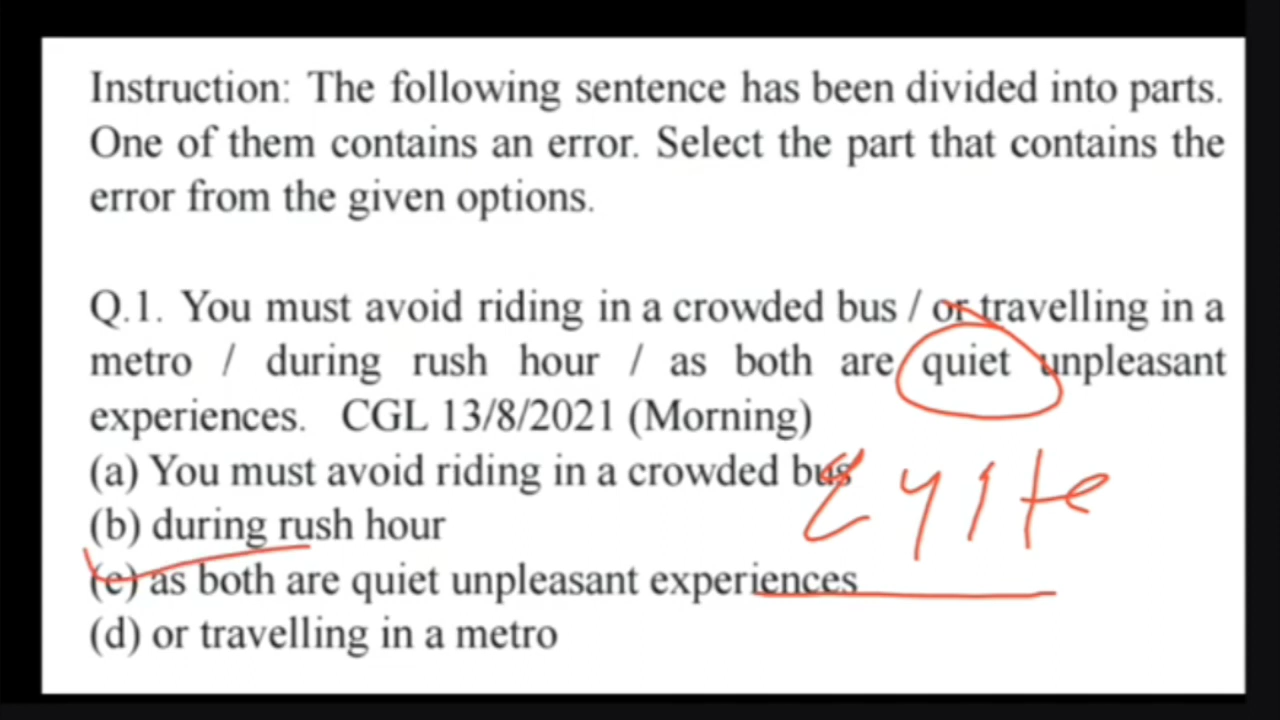 Instruction: The following sentence has been divided into parts.
One of them contains an error. Select the part that contains the
error from the given options.
Q.1. You must avoid riding in a crowded bus / or travelling in a
metro / during rush hour / as both are quiet unpleasant
experiences. CGL 13/8/2021 (Morning)
(a) You must avoid riding in a crowded bus
(b) during rush hour
(c) as both are quiet unpleasant experiences
(d) or travelling in a metro